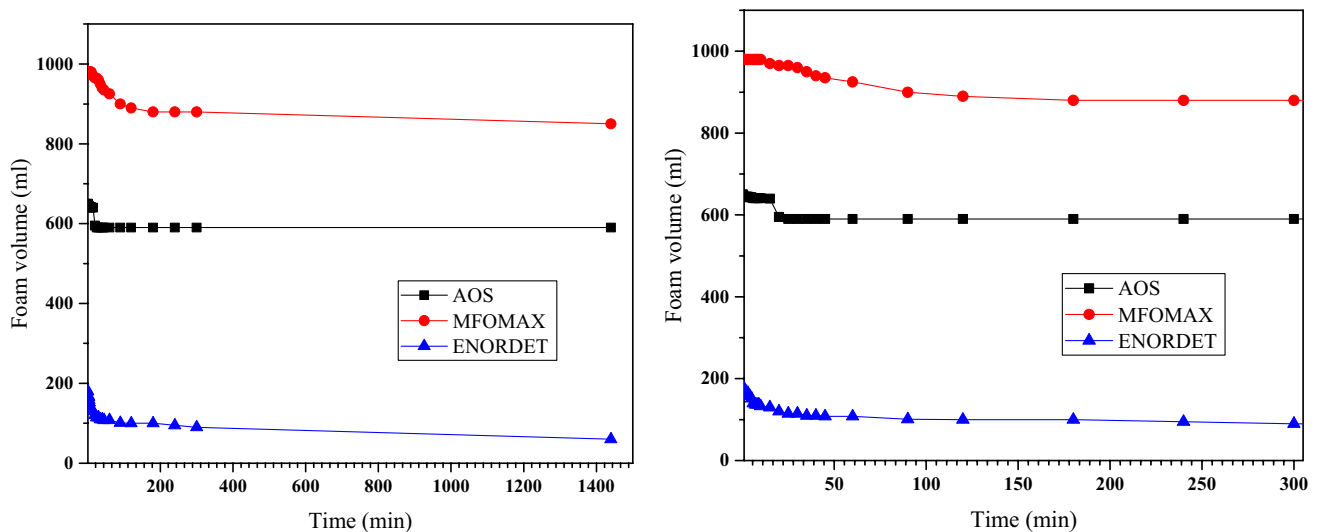 1000
800
600
400
200
0
Foam volume (ml)
AOS
MFOMAX
ENORDET
200 400 600 800 1000 1200 1400
Time (min)
1000
800
600
400
200
0
Foam volume (ml)
AOS
MFOMAX
ENORDET
50 100 150 200 250 300
Time (min)